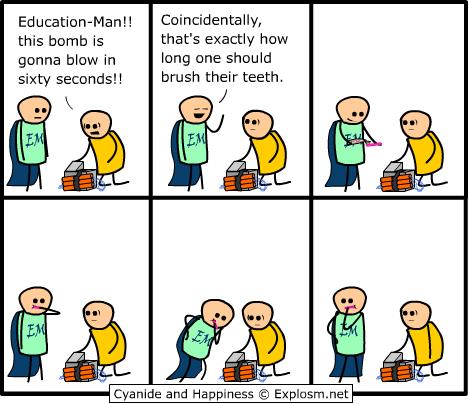 Education-Man!!
this bomb is
gonna blow in
sixty seconds!!
Coincidentally,
that's exactly how
long one should
brush their teeth.
EM
EM
EM
EM
EM
EM
Cyanide and Happiness © Explosm.net